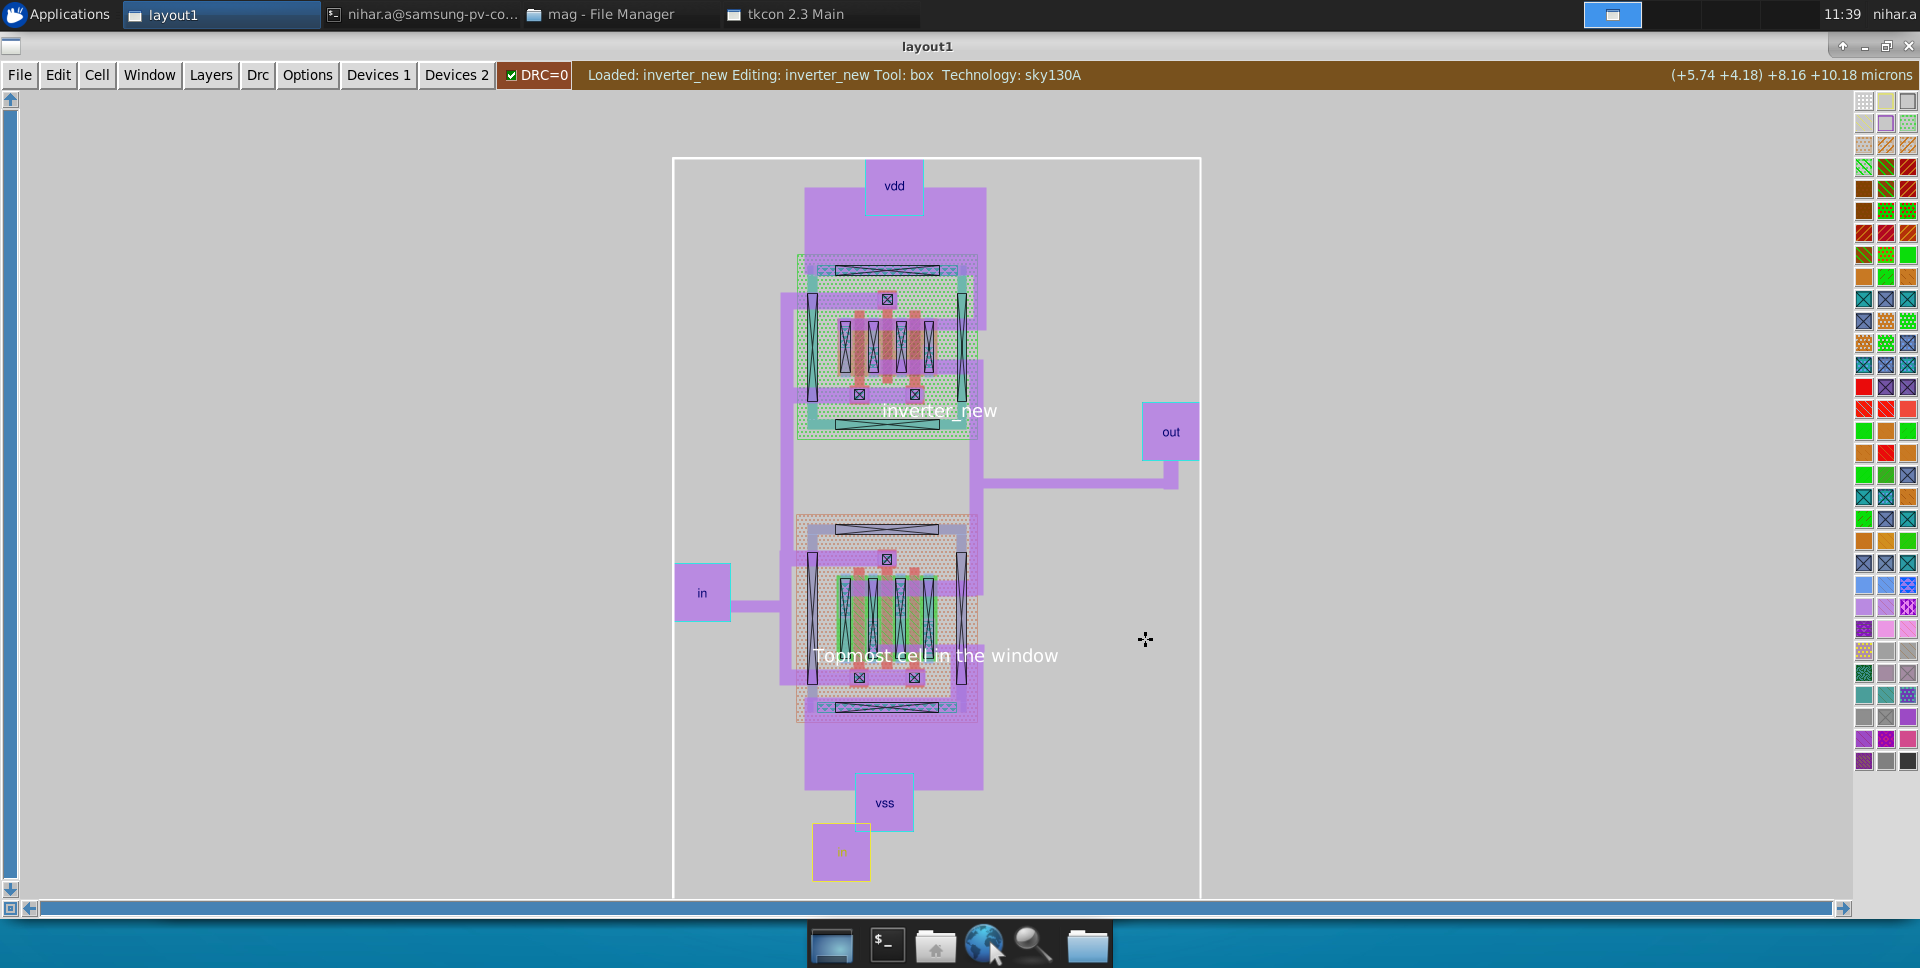 Applications
layout1
nihar.a@samsung-pv-co...
mag - File Manager
tkcon 2.3 Main
11:39
nihar.a
layout1
File
Edit
Cell
Window
Layers
Drc
Options
Devices 1
Devices 2
DRC=0
Loaded: inverter_new Editing: inverter_new Tool: box Technology: sky130A
(+5.74 +4.18) +8.16 +10.18 microns
vdd
inverter_new
out
in
Topmost cell in the window
vss
$_